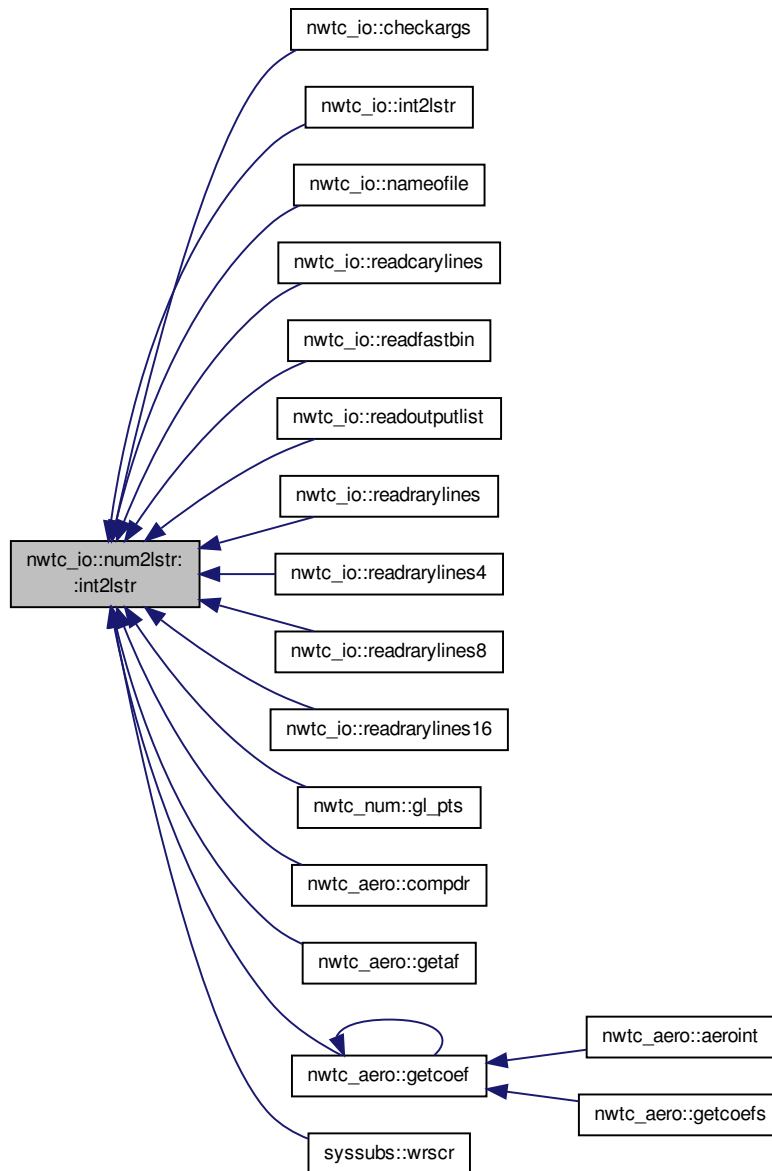 nwtc_io::checkargs
nwtc_io::int2lstr
nwtc_io::nameofile
nwtc_io::readcarylines
nwtc_io::readfastbin
nwtc_io::readoutputlist
nwtc_io::readrarylines
nwtc_io::num2lstr:
:int2lstr
nwtc_io::readrarylines4
nwtc_io::readrarylines8
nwtc_io::readrarylines16
nwtc_num::gl_pts
nwtc_aero::compdr
nwtc_aero::getaf
nwtc_aero::getcoef
nwtc_aero::aeroint
nwtc_aero::getcoefs
syssubs::wrscr